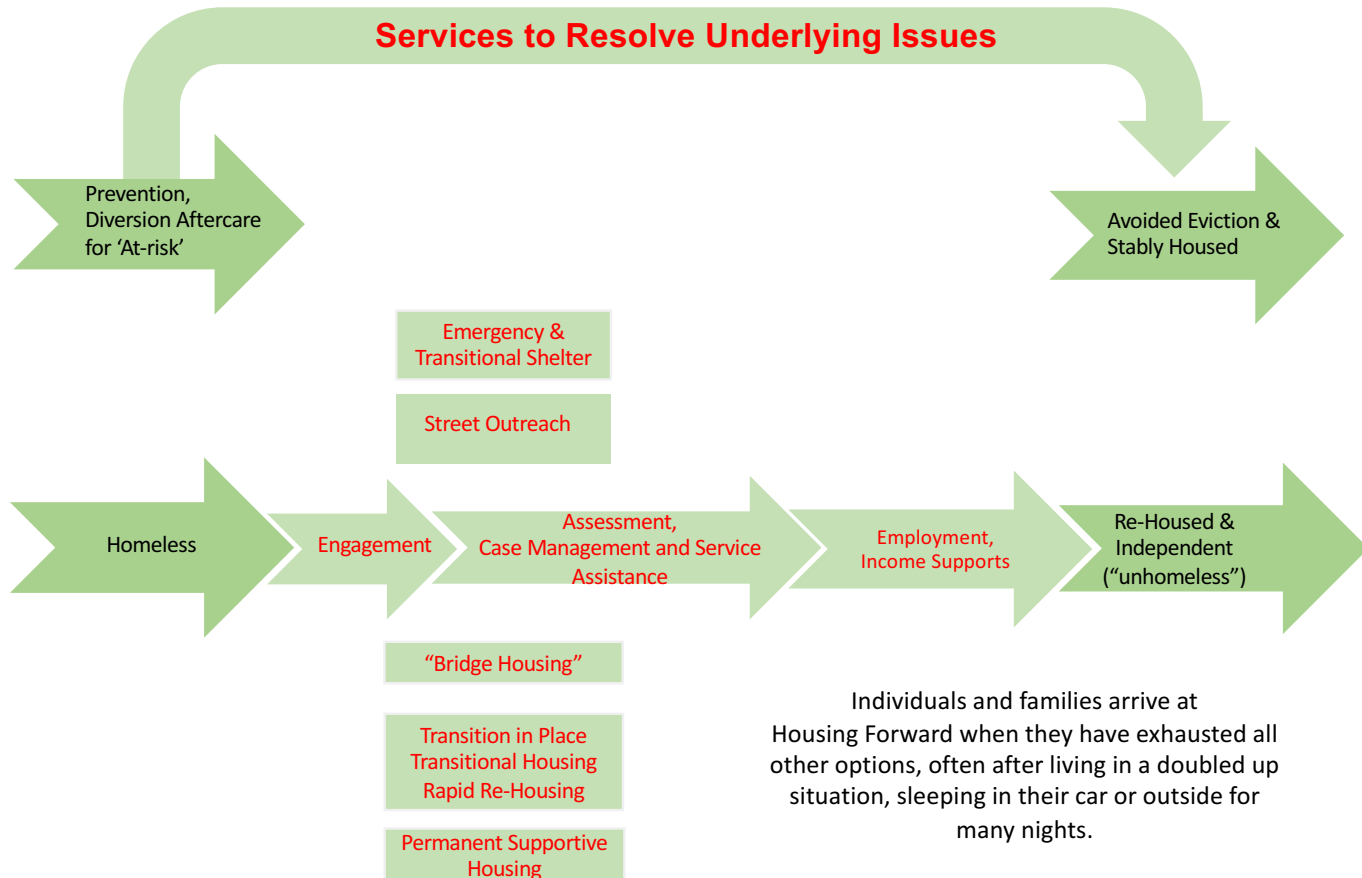 Services to Resolve Underlying Issues
Prevention,
Diversion Aftercare
for ‘At-risk’
Avoided Eviction &
Stably Housed
Emergency &
Transitional Shelter
Street Outreach
Homeless
Engagement
Assessment,
Case Management and Service
Assistance
Employment,
Income Supports
Re-Housed &
Independent
(“unhomeless”)
“Bridge Housing”
Transition in Place
Transitional Housing
Rapid Re-Housing
Permanent Supportive
Housing
Individuals and families arrive at
Housing Forward when they have exhausted all
other options, often after living in a doubled up
situation, sleeping in their car or outside for
many nights.